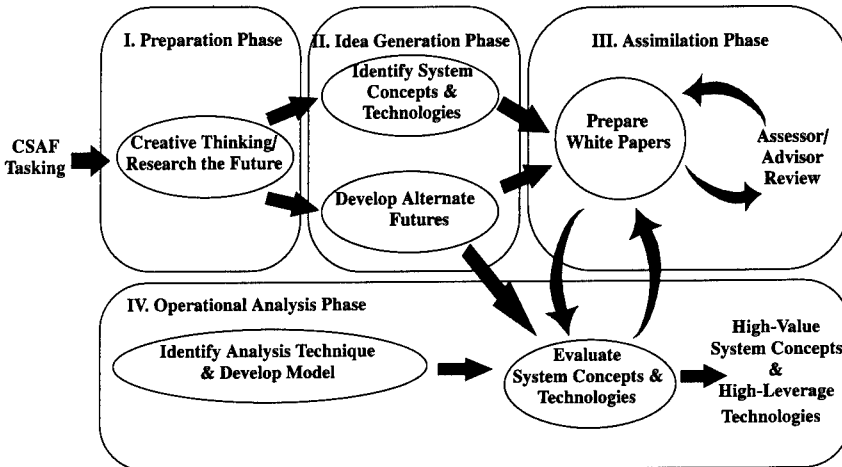 I. Preparation Phase
II. Idea Generation Phase
III. Assimilation Phase
CSAF
Tasking
Creative Thinking/
Research the Future
Identify System
Concepts &
Technologies
Develop Alternate
Futures
Prepare
White Papers
Assessor/
Advisor
Review
IV. Operational Analysis Phase
Identify Analysis Technique
& Develop Model
Evaluate
System Concepts &
Technologies
High-Value
System Concepts
&
High-Leverage
Technologies